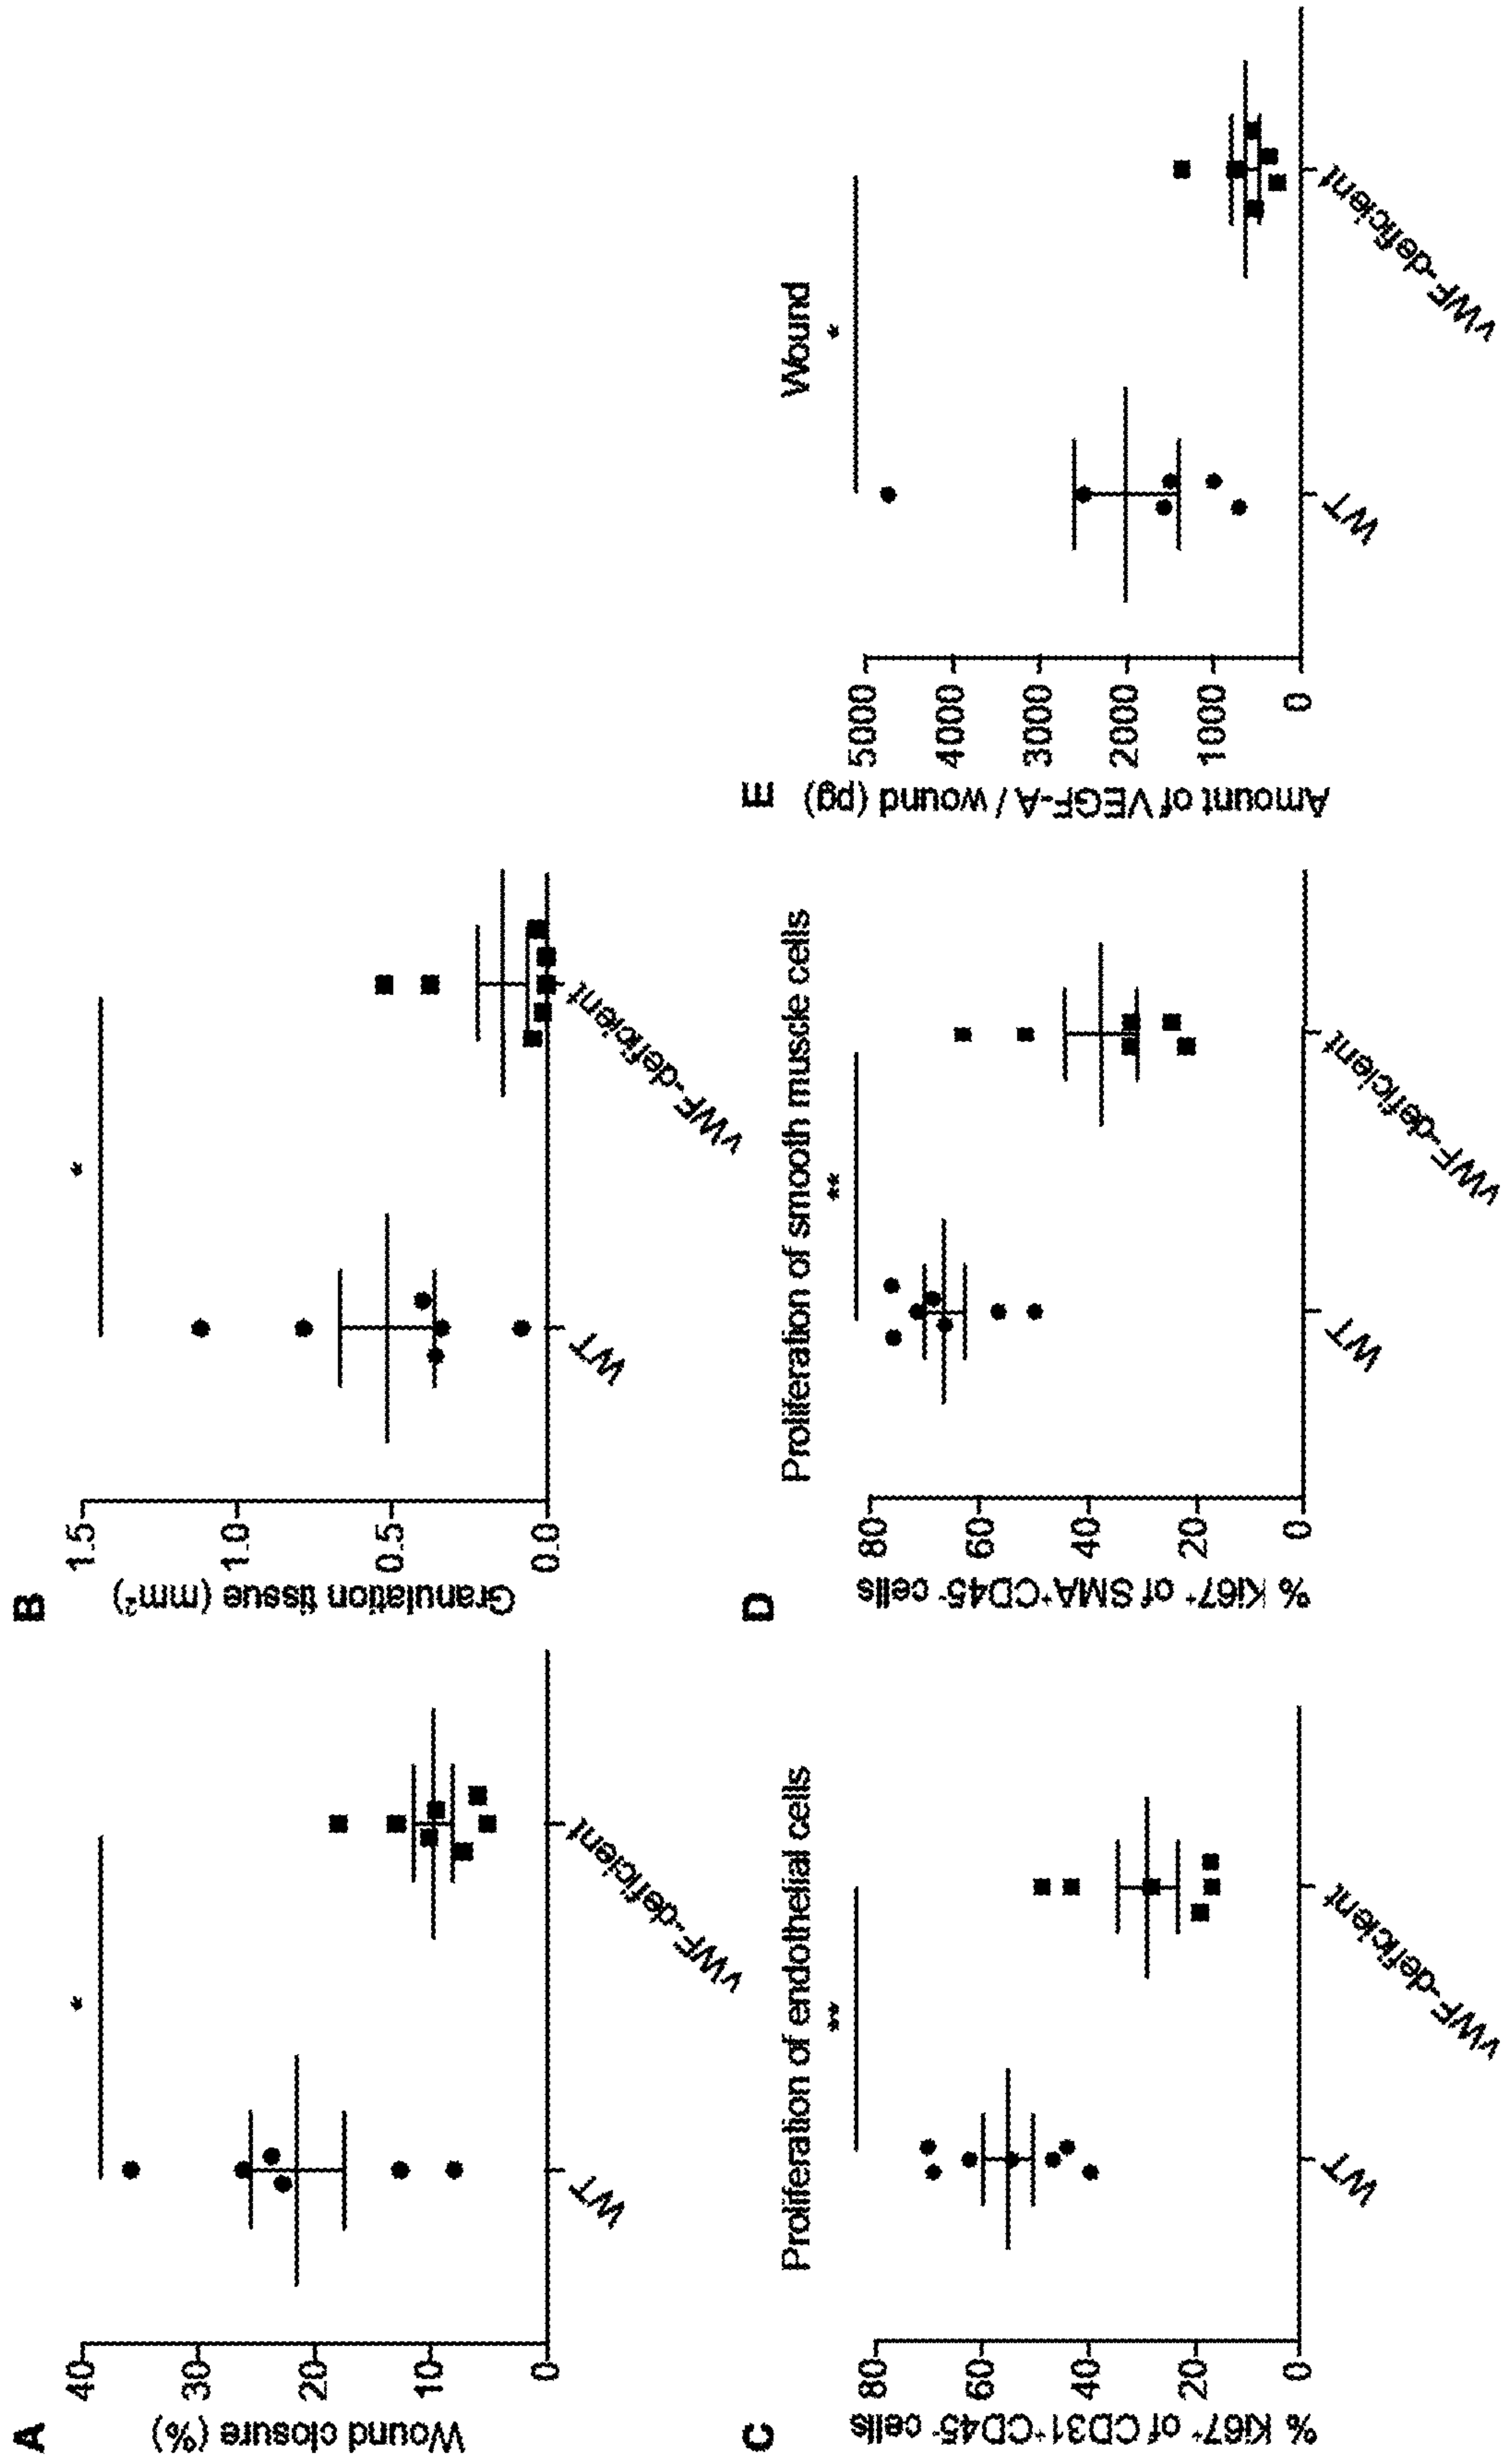 A
Wound closure (%)
40
30
20
10
0
*
WT
vWF-deficient
B
Granulation tissue (mm²)
1.5
1.0
0.5
0.0
*
WT
vWF-deficient
C
Proliferation of endothelial cells
% Ki67⁺ of CD31⁺CD45⁻ cells
80
60
40
20
0
**
WT
vWF-deficient
D
Proliferation of smooth muscle cells
% Ki67⁺ of SMA⁺CD45⁻ cells
80
60
40
20
0
**
WT
vWF-deficient
E
Wound
Amount of VEGF-A / wound (pg)
5000
4000
3000
2000
1000
0
*
WT
vWF-deficient